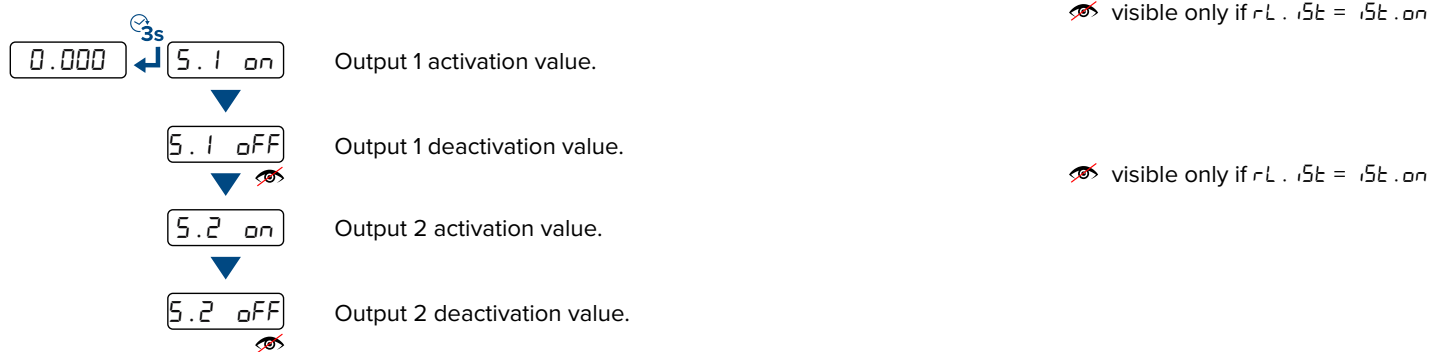 visible only if rL. iSt = iSt.on
3s
0.000 S.1 on Output 1 activation value.
S.1 oFF Output 1 deactivation value.
visible only if rL. iSt = iSt.on
S.2 on Output 2 activation value.
S.2 oFF Output 2 deactivation value.